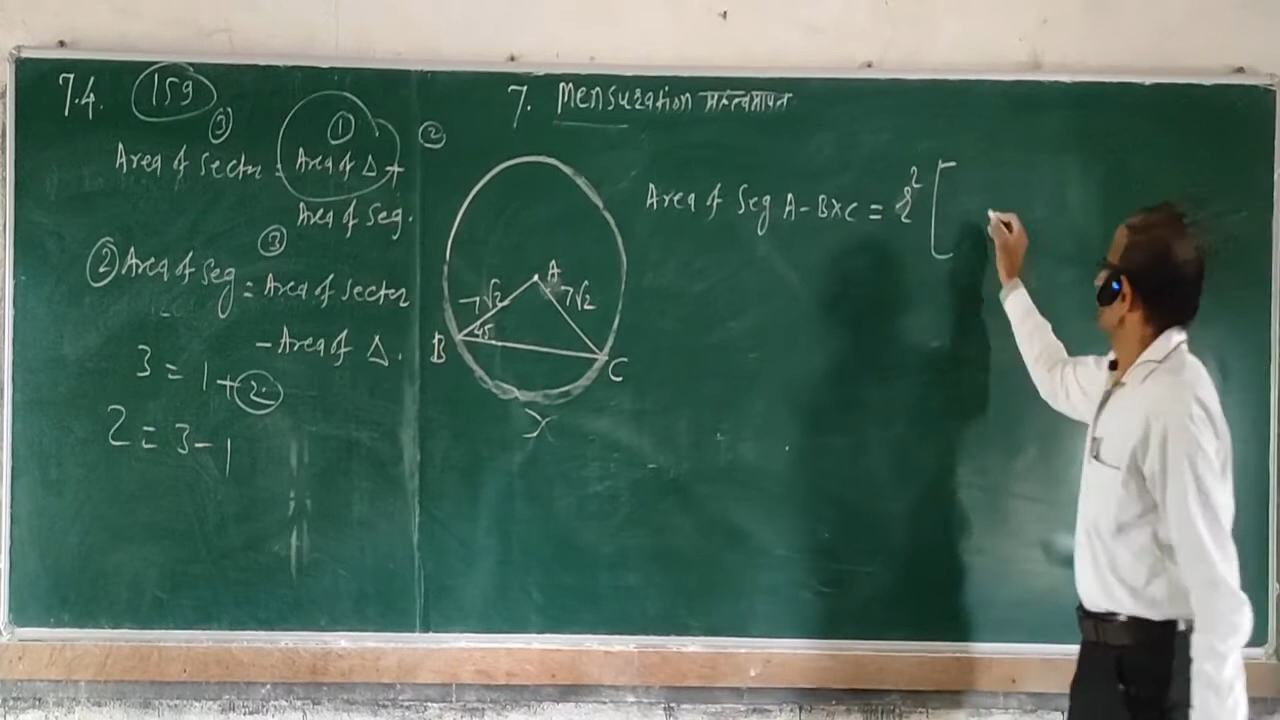 7.4. 159
③ ① ②
Area of Sector = Area of Δ +
Area of Seg.
③
② Area of Seg = Area of Sector
- Area of Δ.
3 = 1 + ②
2 = 3 - 1
7. Mensuration महत्वमापन
A
7√2 7√2
45
B
C
X
Area of Seg A-BXC = r² [